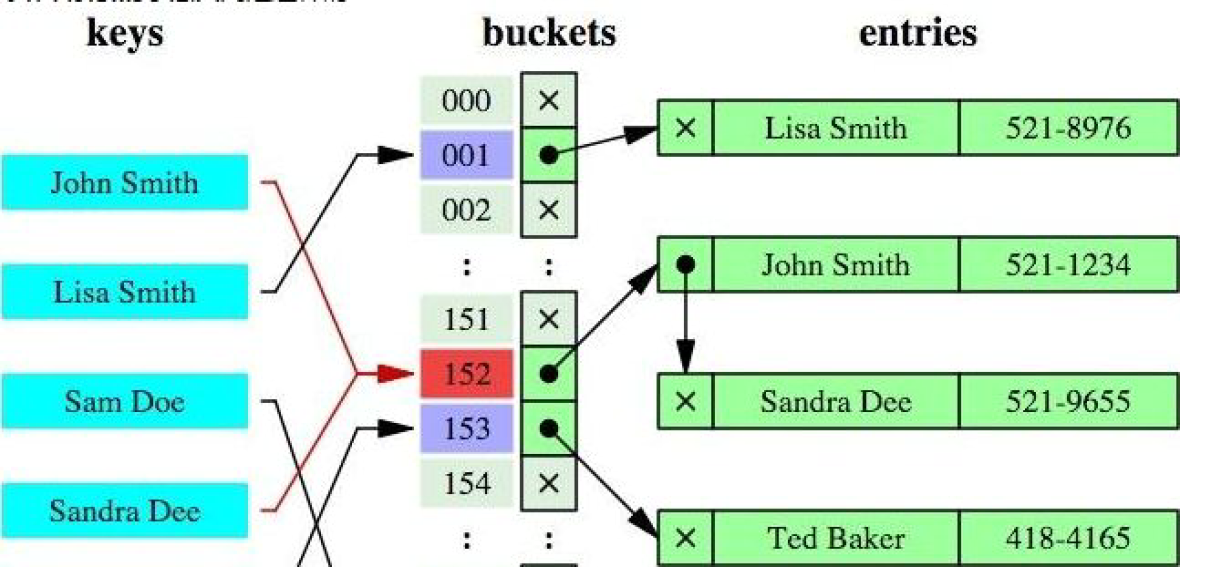 keys buckets entries
000 ×
001
002 ×
: :
151 ×
152
153
154 ×
: :
John Smith
Lisa Smith
Sam Doe
Sandra Dee
× Lisa Smith 521-8976
John Smith 521-1234
× Sandra Dee 521-9655
× Ted Baker 418-4165